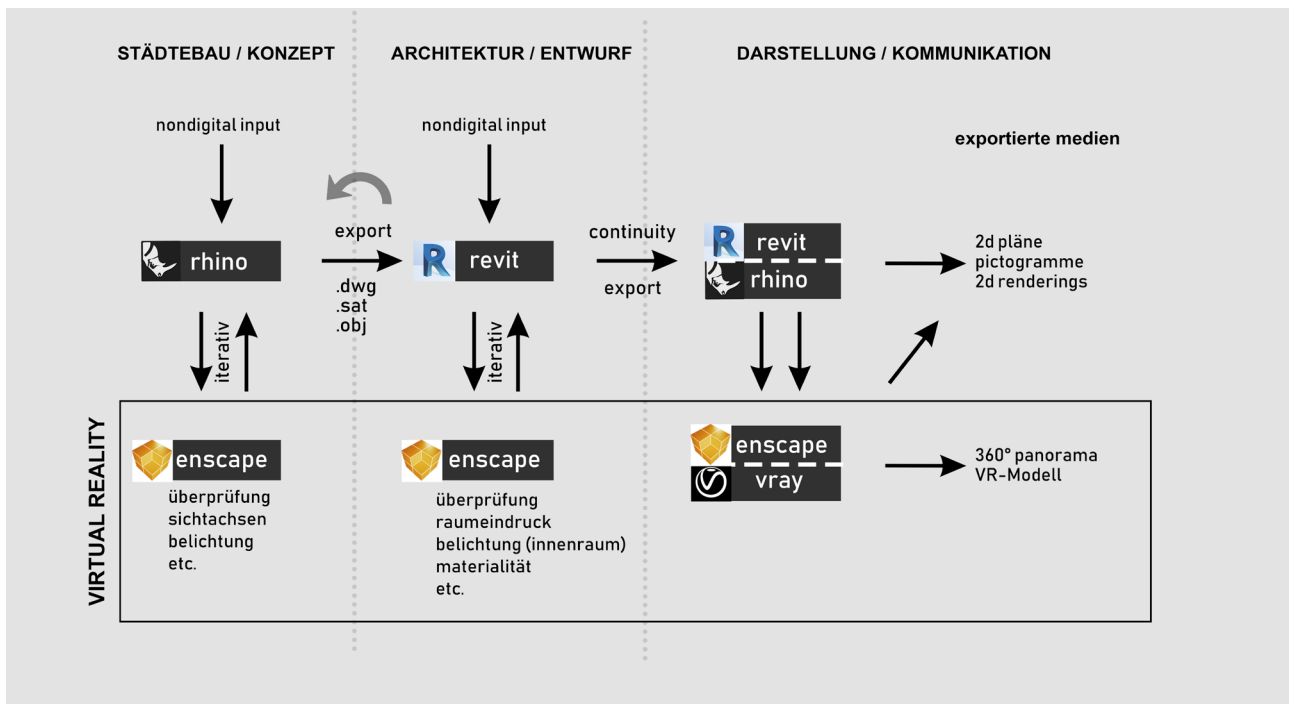 STÄDTEBAU / KONZEPT
ARCHITEKTUR / ENTWURF
DARSTELLUNG / KOMMUNIKATION
nondigital input
nondigital input
exportierte medien
rhino
export
.dwg
.sat
.obj
R revit
continuity
export
R revit
rhino
2d pläne
pictogramme
2d renderings
iterativ
iterativ
VIRTUAL REALITY
enscape
überprüfung
sichtachsen
belichtung
etc.
enscape
überprüfung
raumeindruck
belichtung (innenraum)
materialität
etc.
enscape
vray
360° panorama
VR-Modell